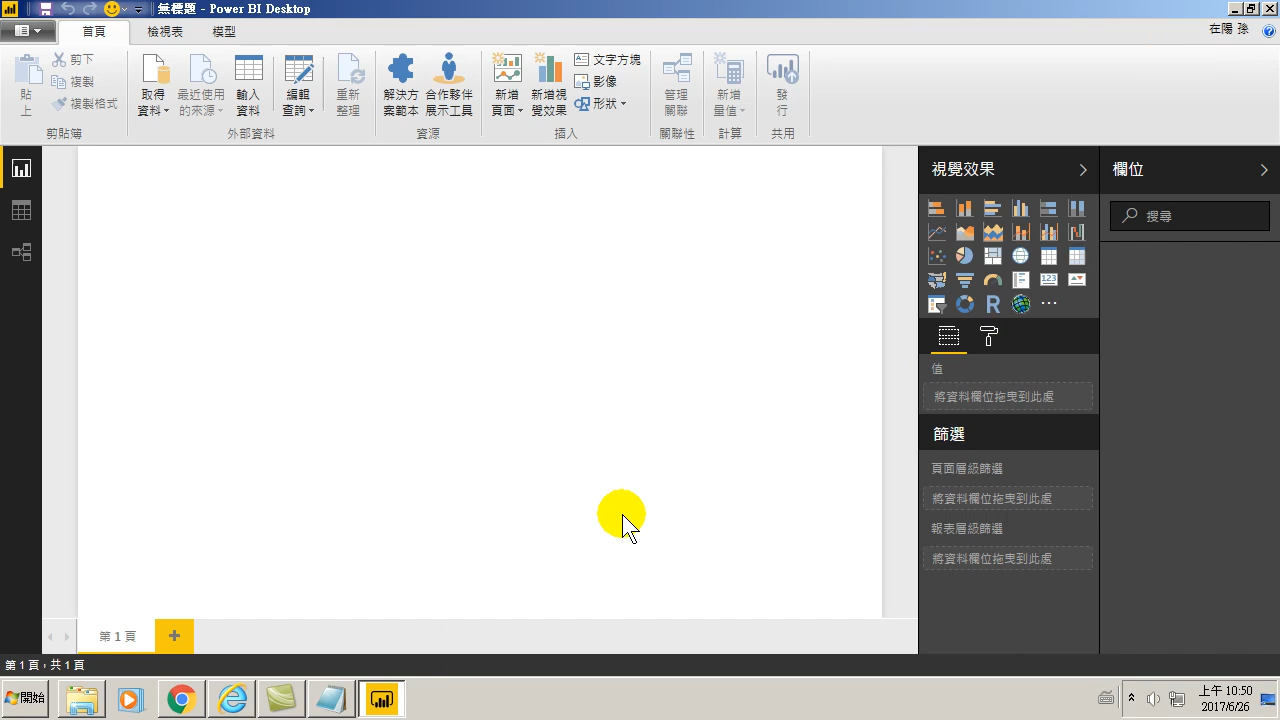 無標題 - Power BI Desktop
首頁
檢視表
模型
在陽 孫
貼上
剪下
複製
複製格式
剪貼簿
取得資料
最近使用的來源
輸入資料
編輯查詢
重新整理
外部資料
解決方案範本
合作夥伴展示工具
資源
新增頁面
新增視覺效果
文字方塊
影像
形狀
插入
管理關聯
關聯性
新增量值
計算
發行
共用
視覺效果
123
R
值
將資料欄位拖曳到此處
篩選
頁面層級篩選
將資料欄位拖曳到此處
報表層級篩選
將資料欄位拖曳到此處
欄位
搜尋
第 1 頁
第 1 頁，共 1 頁
開始
上午 10:50
2017/6/26